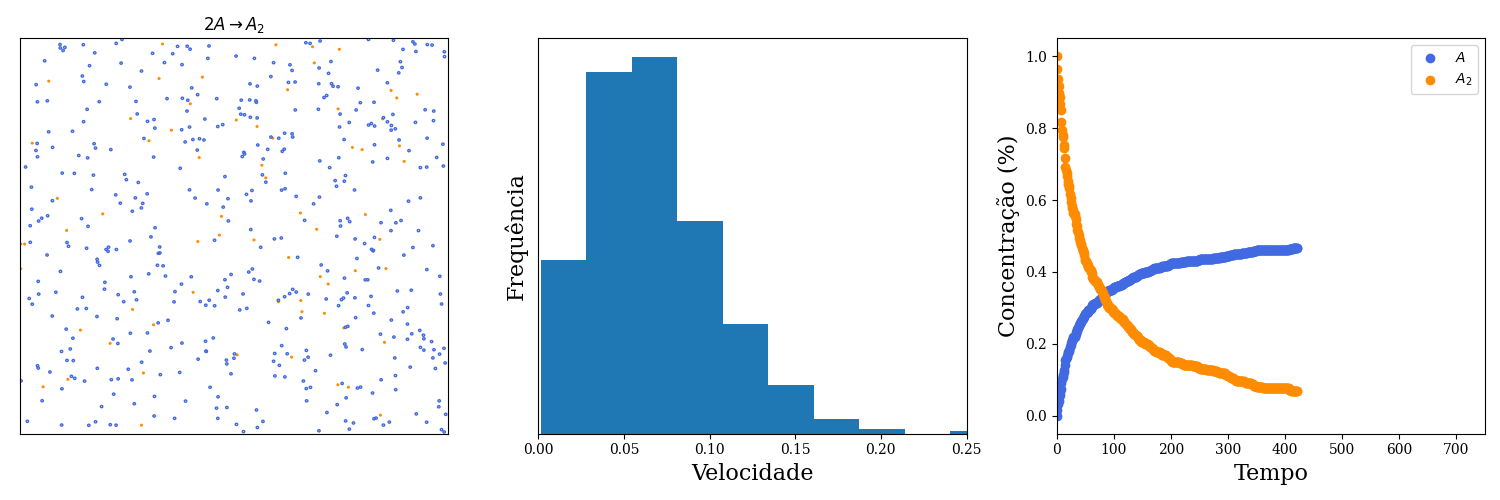 2A → A₂
Frequência
0.00 0.05 0.10 0.15 0.20 0.25
Velocidade
Concentração (%)
1.0
0.8
0.6
0.4
0.2
0.0
A
A₂
0 100 200 300 400 500 600 700
Tempo